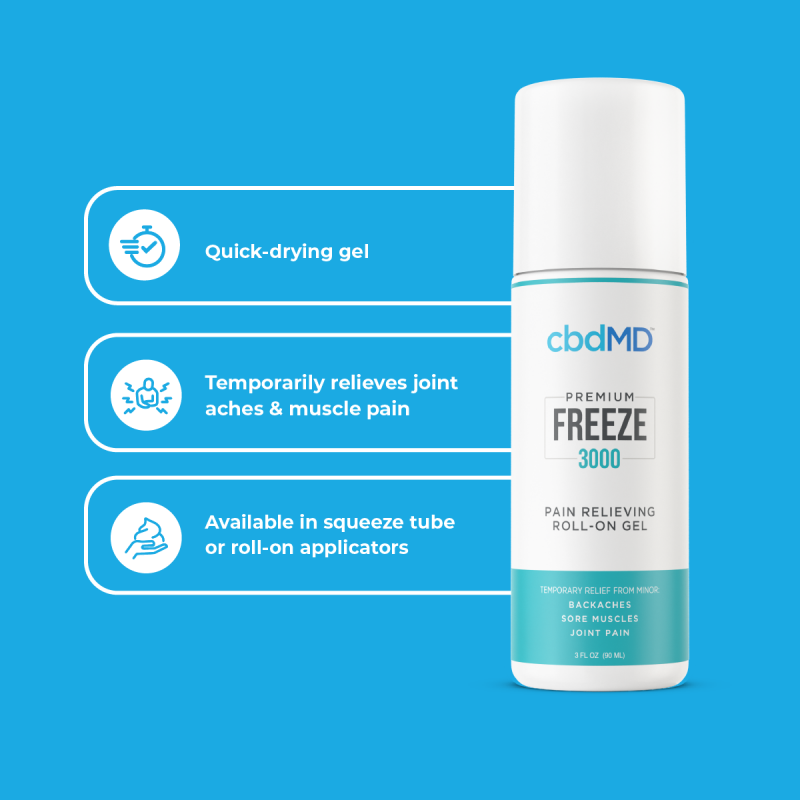 Quick-drying gel
Temporarily relieves joint
aches & muscle pain
Available in squeeze tube
or roll-on applicators
cbdMD™
PREMIUM
FREEZE
3000
PAIN RELIEVING
ROLL-ON GEL
TEMPORARY RELIEF FROM MINOR
BACKACHES
SORE MUSCLES
JOINT PAIN
3 FL OZ (90 ML)